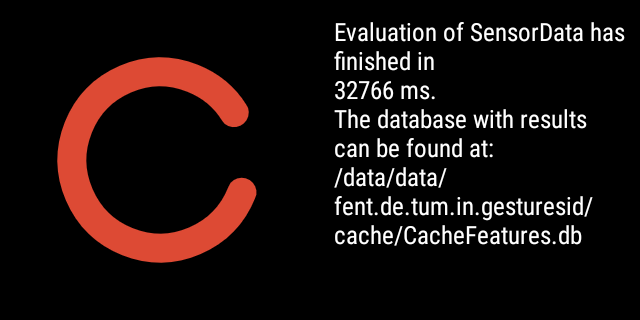 Evaluation of SensorData has
finished in
32766 ms.
The database with results
can be found at:
/data/data/
fent.de.tum.in.gesturesid/
cache/CacheFeatures.db